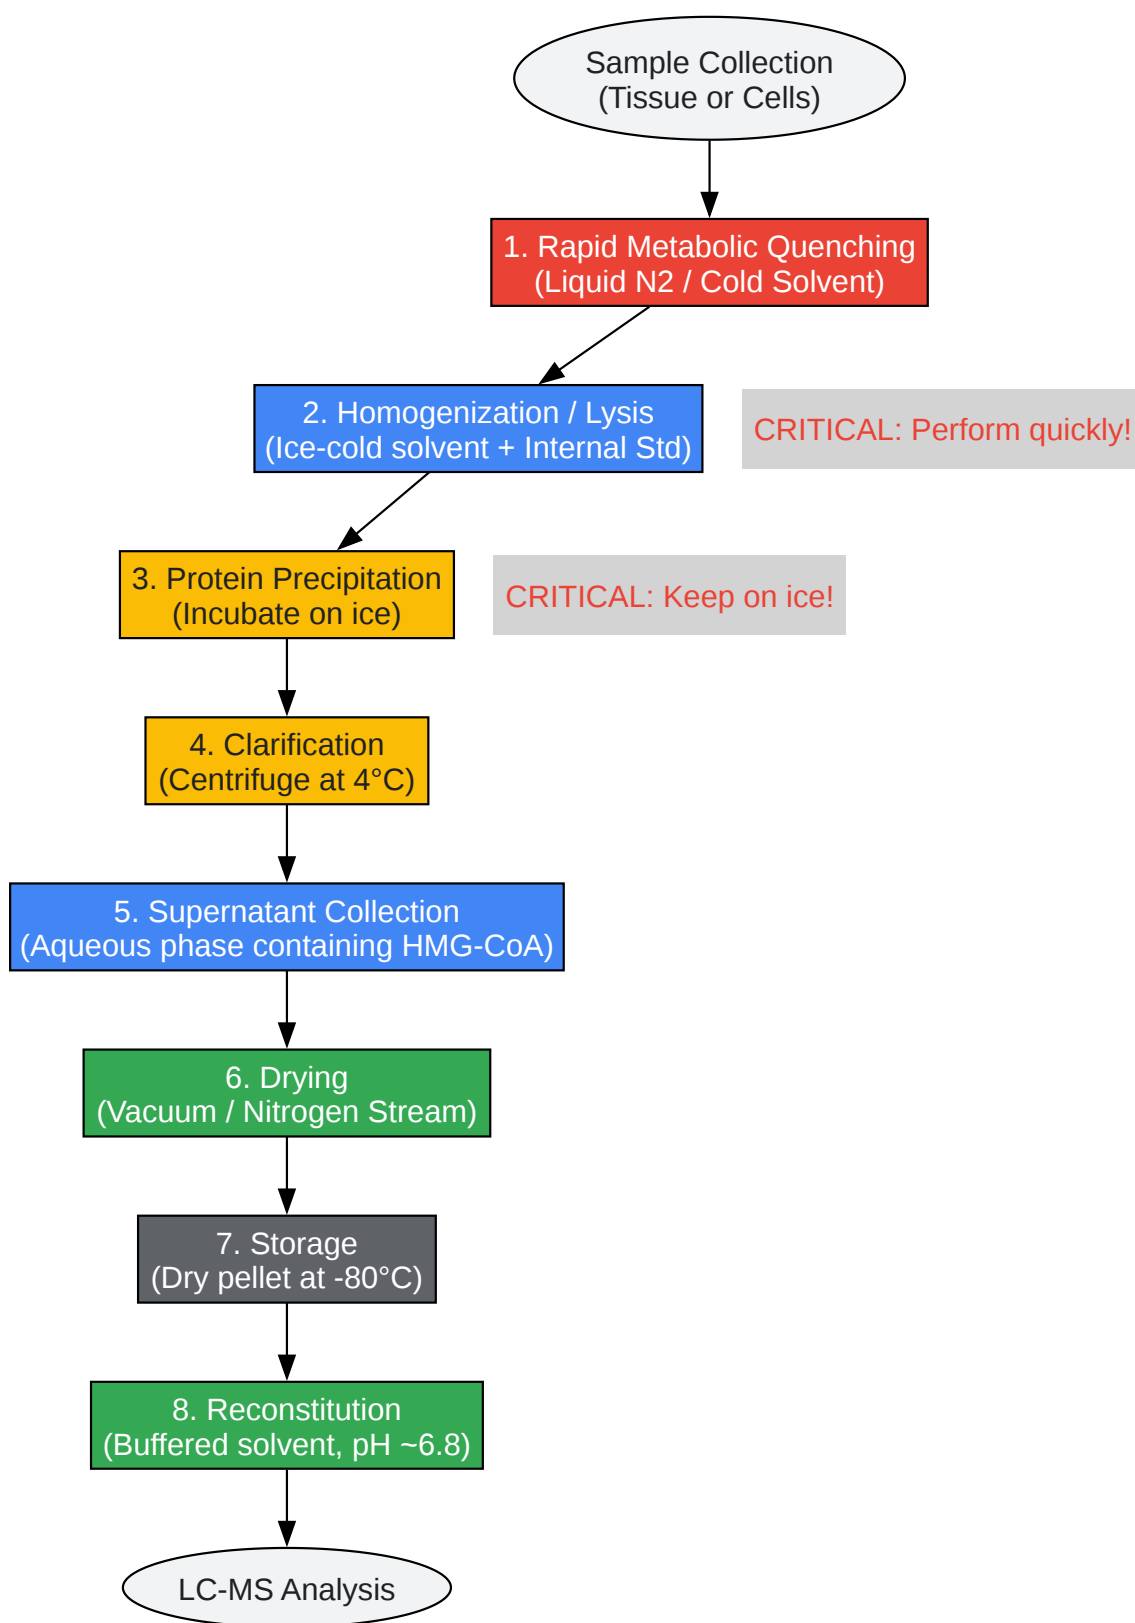 Sample Collection
(Tissue or Cells)
1. Rapid Metabolic Quenching
(Liquid N2 / Cold Solvent)
2. Homogenization / Lysis
(Ice-cold solvent + Internal Std)
CRITICAL: Perform quickly!
3. Protein Precipitation
(Incubate on ice)
CRITICAL: Keep on ice!
4. Clarification
(Centrifuge at 4°C)
5. Supernatant Collection
(Aqueous phase containing HMG-CoA)
6. Drying
(Vacuum / Nitrogen Stream)
7. Storage
(Dry pellet at -80°C)
8. Reconstitution
(Buffered solvent, pH ~6.8)
LC-MS Analysis